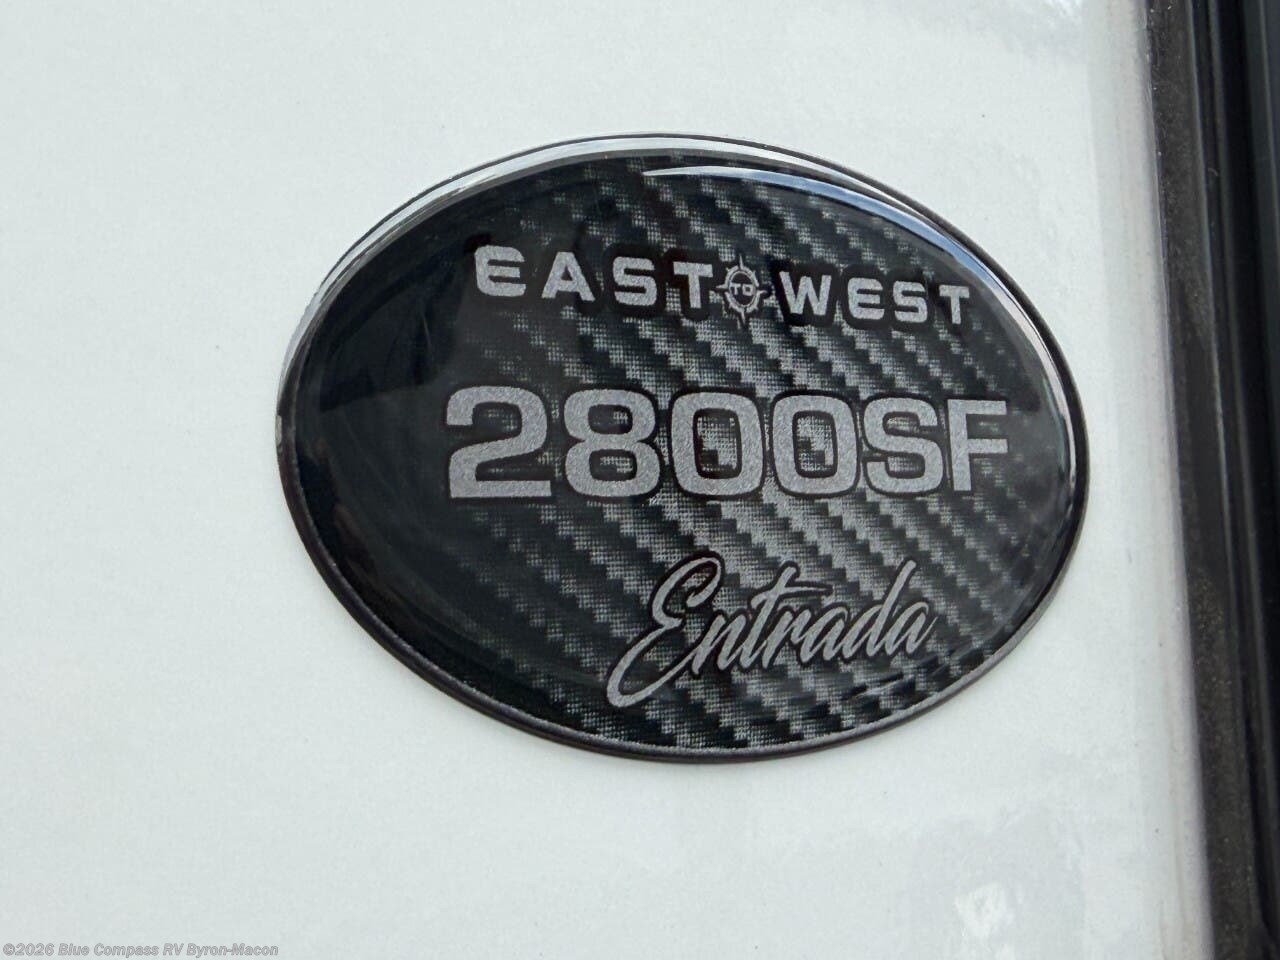 EAST TO WEST
2800SF
Entrada
©2026 Blue Compass RV Byron-Macon